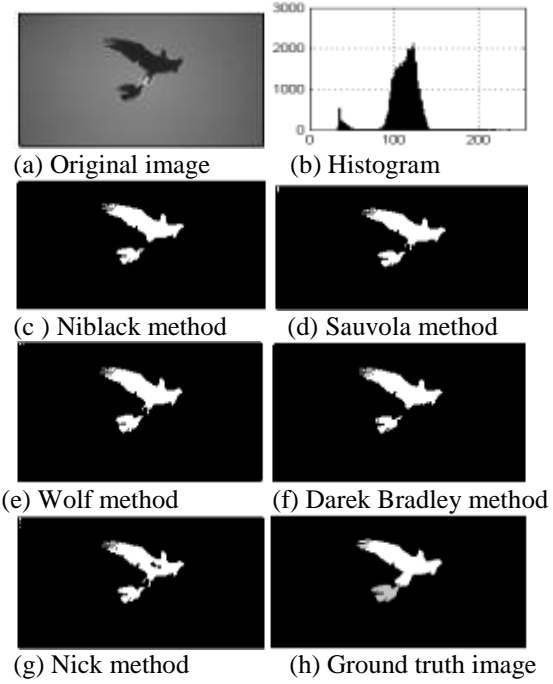 3000
2000
1000
0
0 100 200
(a) Original image (b) Histogram
(c ) Niblack method (d) Sauvola method
(e) Wolf method (f) Darek Bradley method
(g) Nick method (h) Ground truth image